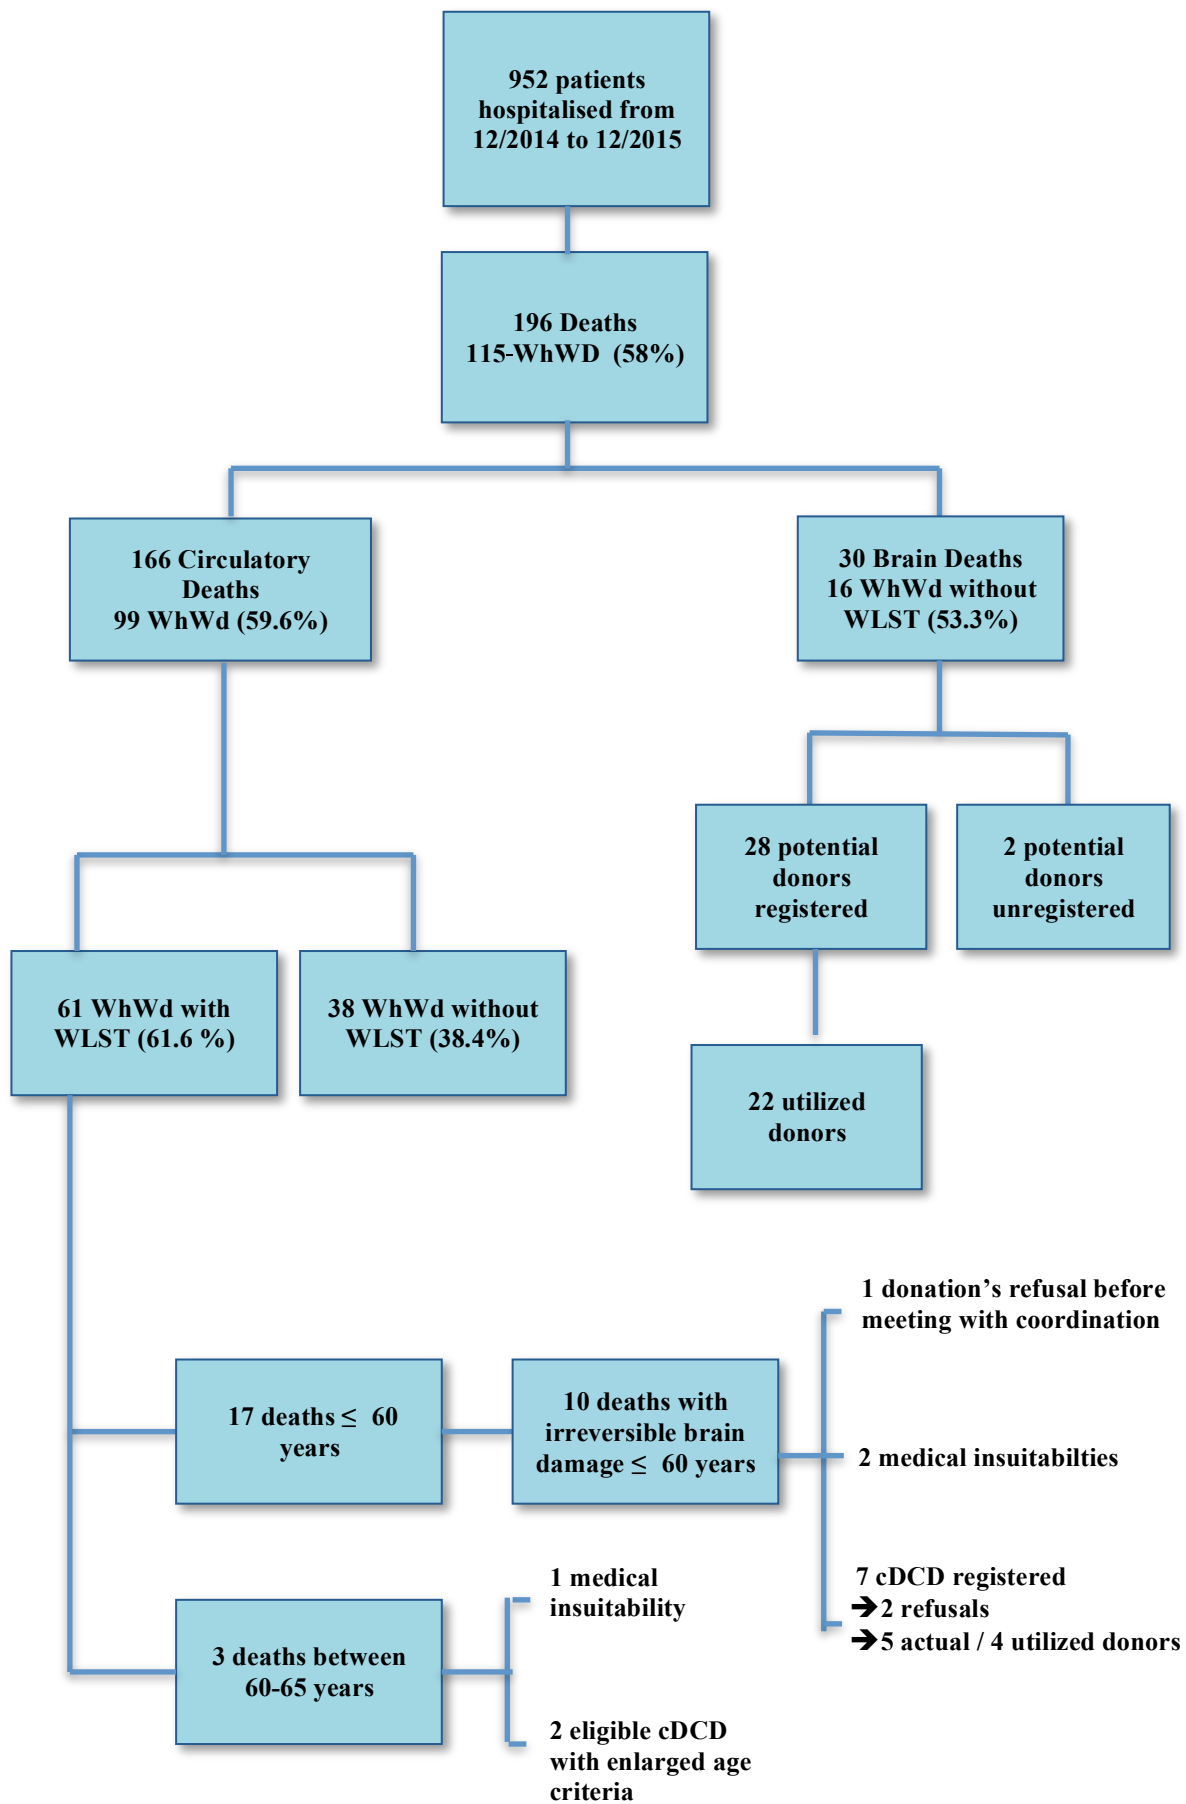 952 patients
hospitalised from
12/2014 to 12/2015
196 Deaths
115-WhWD (58%)
166 Circulatory
Deaths
99 WhWd (59.6%)
30 Brain Deaths
16 WhWd without
WLST (53.3%)
28 potential
donors
registered
2 potential
donors
unregistered
61 WhWd with
WLST (61.6 %)
38 WhWd without
WLST (38.4%)
22 utilized
donors
1 donation’s refusal before
meeting with coordination
17 deaths ≤ 60
years
10 deaths with
irreversible brain
damage ≤ 60 years
2 medical insuitabilties
7 cDCD registered
➔2 refusals
➔5 actual / 4 utilized donors
3 deaths between
60-65 years
1 medical
insuitability
2 eligible cDCD
with enlarged age
criteria